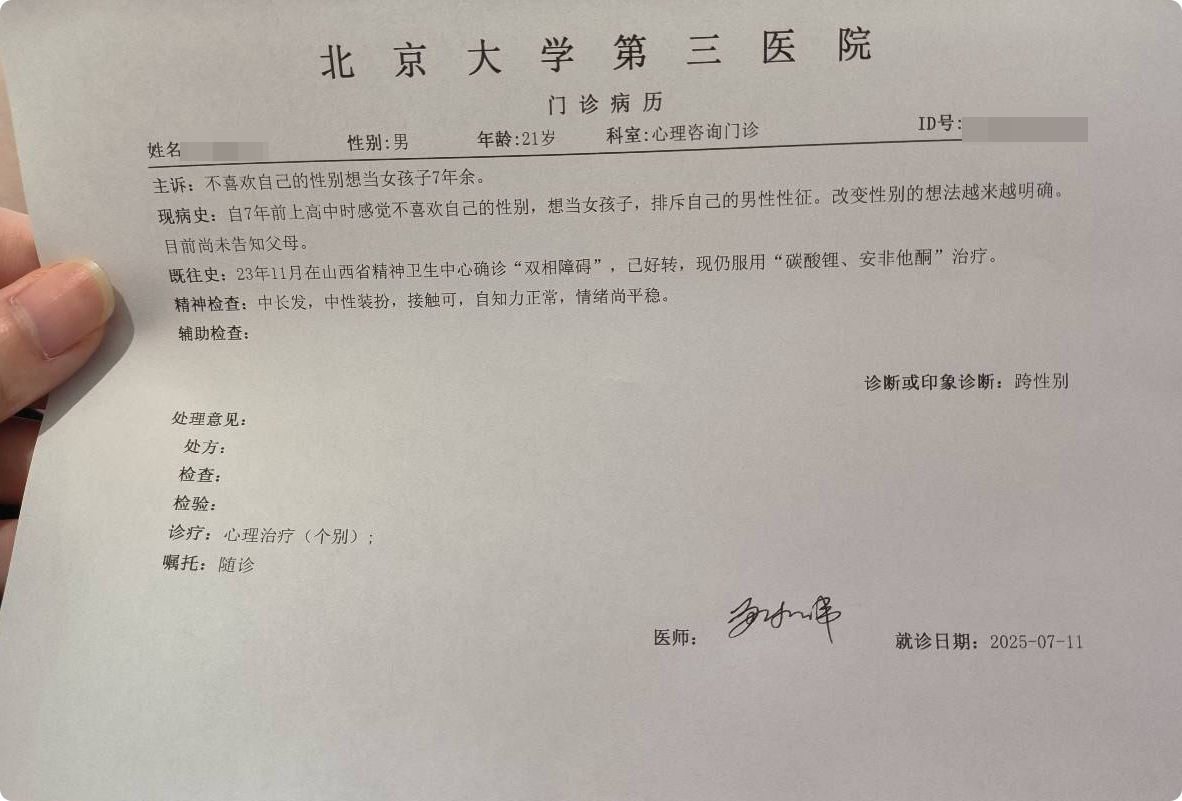 北京大学第三医院
门诊病历
姓名 性别:男 年龄:21岁 科室:心理咨询门诊 ID号:
主诉：不喜欢自己的性别想当女孩子7年余。
现病史：自7年前上高中时感觉不喜欢自己的性别，想当女孩子，排斥自己的男性性征。改变性别的想法越来越明确。
目前尚未告知父母。
既往史：23年11月在山西省精神卫生中心确诊“双相障碍”，已好转，现仍服用“碳酸锂、安非他酮”治疗。
精神检查：中长发，中性装扮，接触可，自知力正常，情绪尚平稳。
辅助检查：
诊断或印象诊断：跨性别
处理意见：
处方：
检查：
检验：
诊疗：心理治疗（个别）;
嘱托：随诊
医师： 就诊日期：2025-07-11